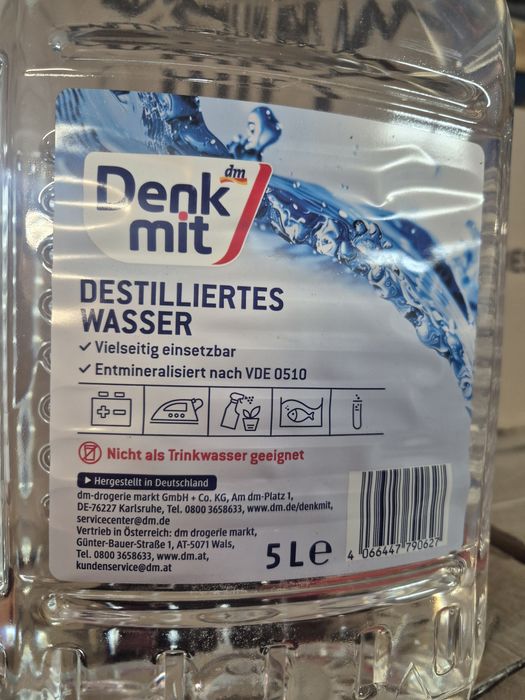 dm
Denk
mit
DESTILLIERTES
WASSER
✓ Vielseitig einsetzbar
✓ Entmineralisiert nach VDE 0510
Nicht als Trinkwasser geeignet
▶ Hergestellt in Deutschland
dm-drogerie markt GmbH + Co. KG, Am dm-Platz 1,
DE-76227 Karlsruhe, Tel. 0800 3658633, www.dm.de/denkmit,
servicecenter@dm.de
Vertrieb in Österreich: dm drogerie markt,
Günter-Bauer-Straße 1, AT-5071 Wals,
Tel. 0800 3658633, www.dm.at,
kundenservice@dm.at
5 L e
4 066447 790627